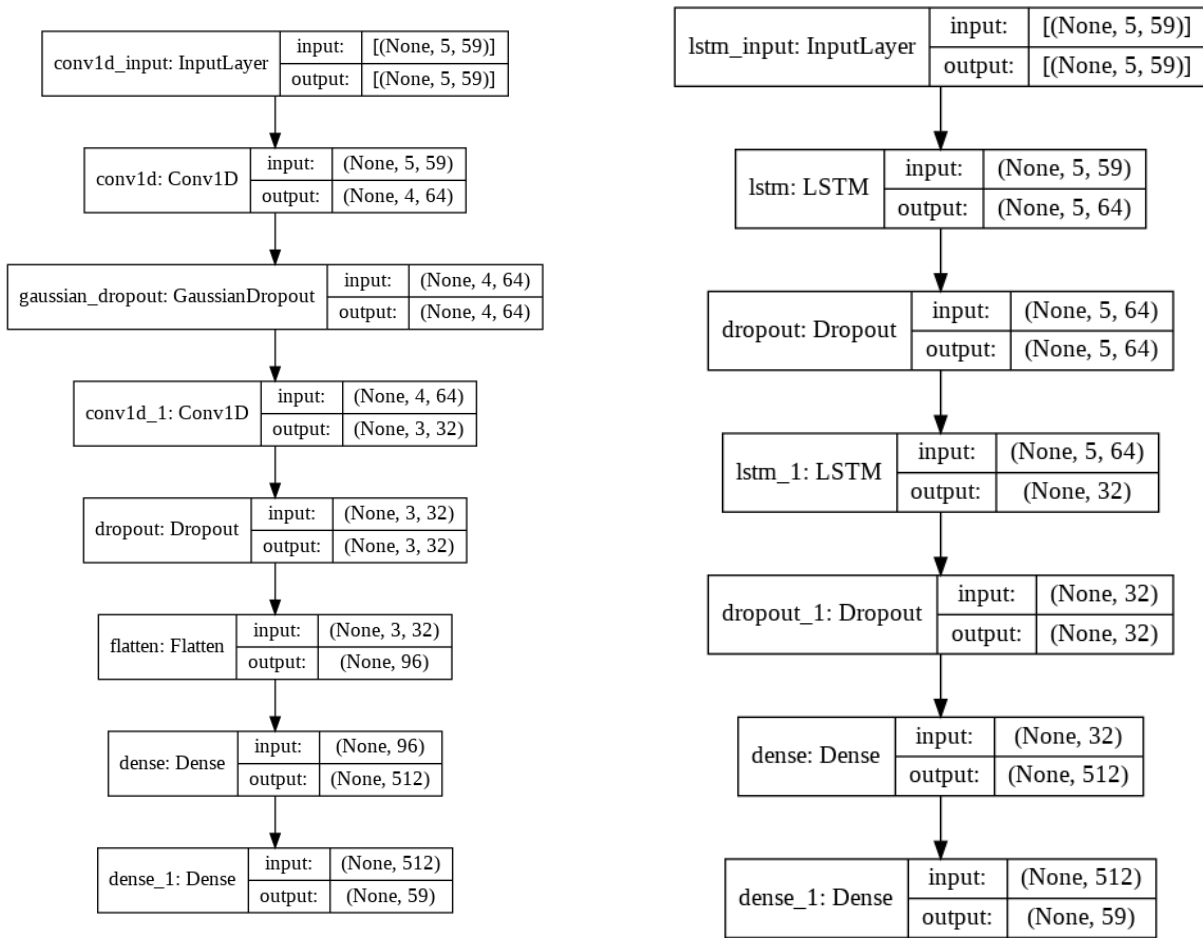 conv1d_input: InputLayer
input: [(None, 5, 59)]
output: [(None, 5, 59)]
conv1d: Conv1D
input: (None, 5, 59)
output: (None, 4, 64)
gaussian_dropout: GaussianDropout
input: (None, 4, 64)
output: (None, 4, 64)
conv1d_1: Conv1D
input: (None, 4, 64)
output: (None, 3, 32)
dropout: Dropout
input: (None, 3, 32)
output: (None, 3, 32)
flatten: Flatten
input: (None, 3, 32)
output: (None, 96)
dense: Dense
input: (None, 96)
output: (None, 512)
dense_1: Dense
input: (None, 512)
output: (None, 59)
lstm_input: InputLayer
input: [(None, 5, 59)]
output: [(None, 5, 59)]
lstm: LSTM
input: (None, 5, 59)
output: (None, 5, 64)
dropout: Dropout
input: (None, 5, 64)
output: (None, 5, 64)
lstm_1: LSTM
input: (None, 5, 64)
output: (None, 32)
dropout_1: Dropout
input: (None, 32)
output: (None, 32)
dense: Dense
input: (None, 32)
output: (None, 512)
dense_1: Dense
input: (None, 512)
output: (None, 59)